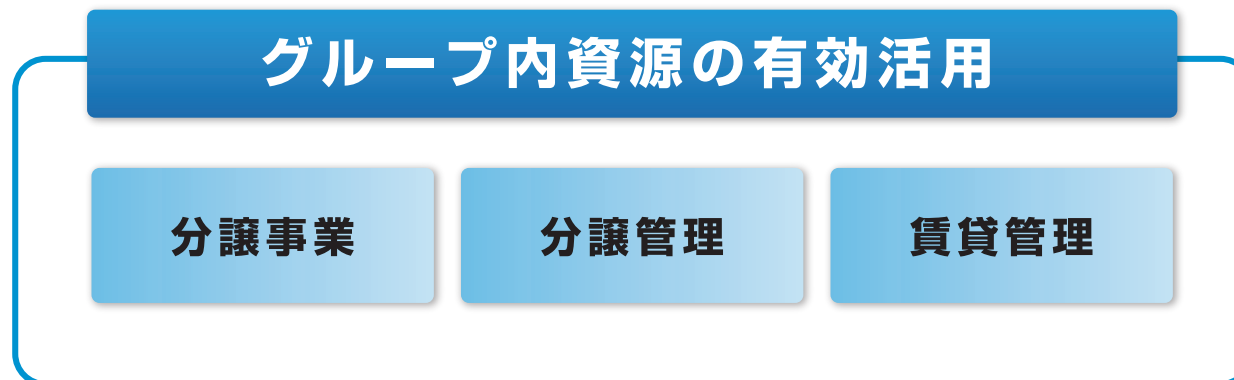 グループ内資源の有効活用
分譲事業
分譲管理
賃貸管理